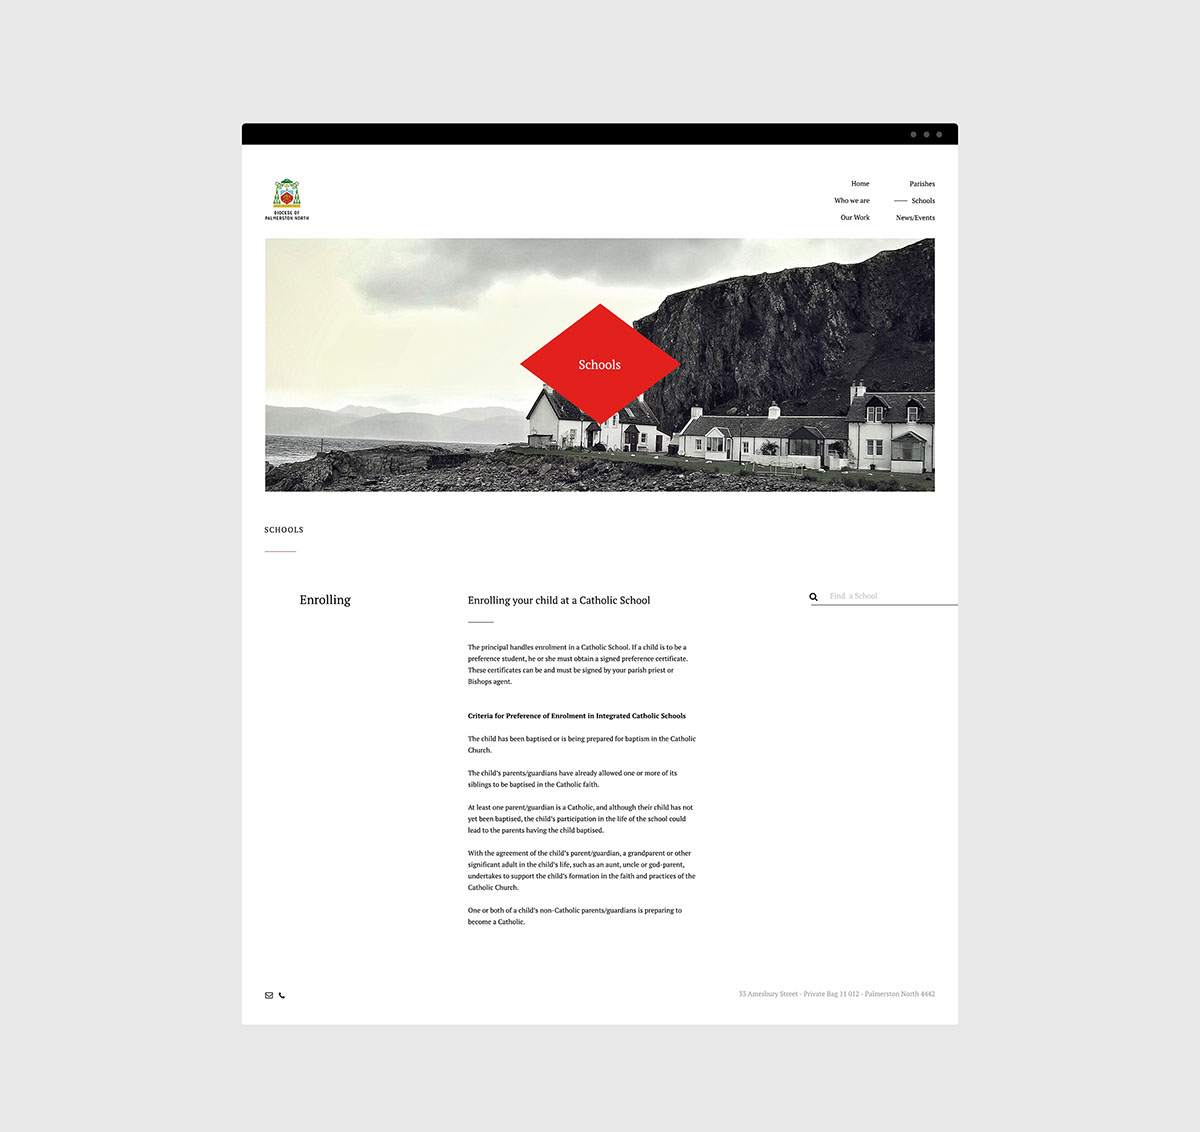 DIOCESE OF
PALMERSTON NORTH
Home
Who we are
Our Work
Parishes
Schools
News/Events
Schools
SCHOOLS
Enrolling
Enrolling your child at a Catholic School
The principal handles enrolment in a Catholic School. If a child is to be a
preference student, he or she must obtain a signed preference certificate.
These certificates can be and must be signed by your parish priest or
Bishops agent.
Criteria for Preference of Enrolment in Integrated Catholic Schools
The child has been baptised or is being prepared for baptism in the Catholic
Church.
The child's parents/guardians have already allowed one or more of its
siblings to be baptised in the Catholic faith.
At least one parent/guardian is a Catholic, and although their child has not
yet been baptised, the child's participation in the life of the school could
lead to the parents having the child baptised.
With the agreement of the child's parent/guardian, a grandparent or other
significant adult in the child's life, such as an aunt, uncle or god-parent,
undertakes to support the child's formation in the faith and practices of the
Catholic Church.
One or both of a child's non-Catholic parents/guardians is preparing to
become a Catholic.
Find a School
33 Amesbury Street - Private Bag 11 012 - Palmerston North 4442